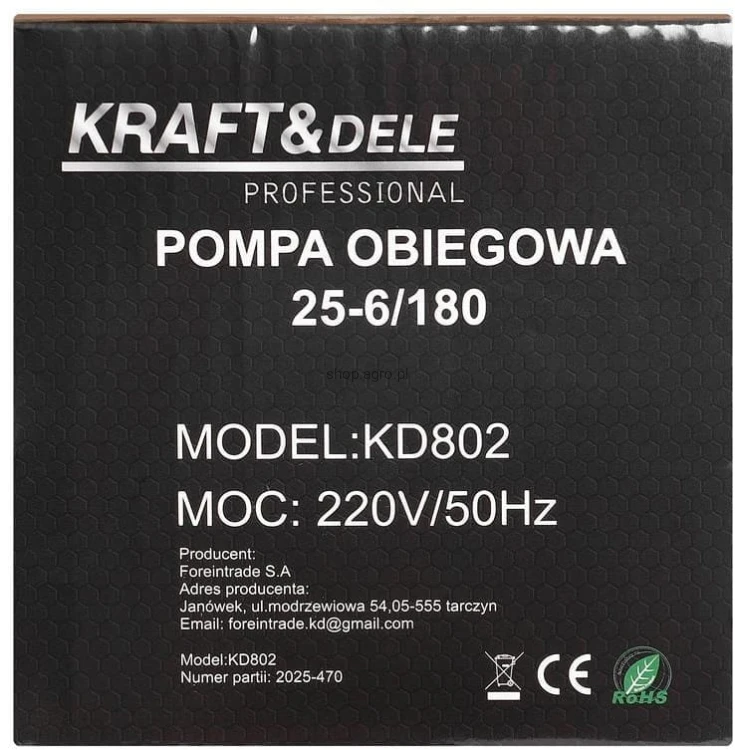 KRAFT&DELE
PROFESSIONAL
POMPA OBIEGOWA
25-6/180
shop.agro.pl
MODEL:KD802
MOC: 220V/50Hz
Producent:
Foreintrade S.A
Adres producenta:
Janówek, ul.modrzewiowa 54,05-555 tarczyn
Email: foreintrade.kd@gmail.com
Model:KD802
Numer partii: 2025-470
CE
RoHS